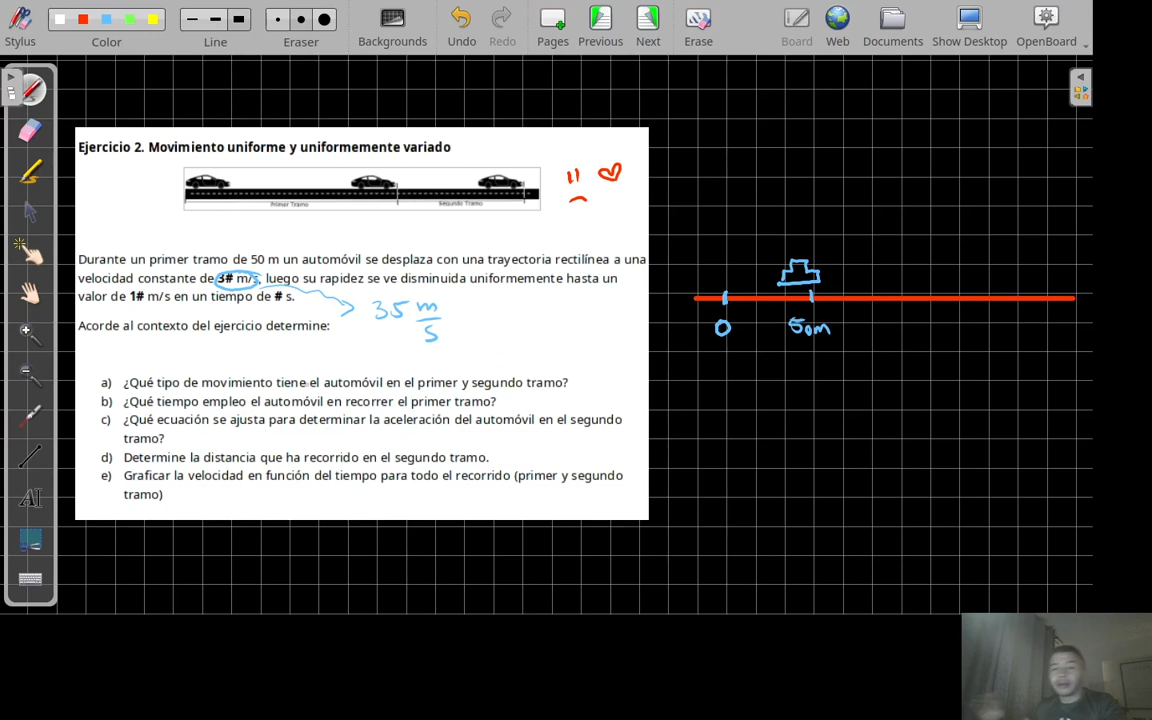 Stylus
Color
Line
Eraser
Backgrounds
Undo
Redo
Pages
Previous
Next
Erase
Board
Web
Documents
Show Desktop
OpenBoard
Ejercicio 2. Movimiento uniforme y uniformemente variado
Primer Tramo
Segundo Tramo
Durante un primer tramo de 50 m un automóvil se desplaza con una trayectoria rectilínea a una
velocidad constante de 3# m/s, luego su rapidez se ve disminuida uniformemente hasta un
valor de 1# m/s en un tiempo de # s.
35 m/s
Acorde al contexto del ejercicio determine:
a) ¿Qué tipo de movimiento tiene el automóvil en el primer y segundo tramo?
b) ¿Qué tiempo empleo el automóvil en recorrer el primer tramo?
c) ¿Qué ecuación se ajusta para determinar la aceleración del automóvil en el segundo
tramo?
d) Determine la distancia que ha recorrido en el segundo tramo.
e) Graficar la velocidad en función del tiempo para todo el recorrido (primer y segundo
tramo)
0
50m
AI